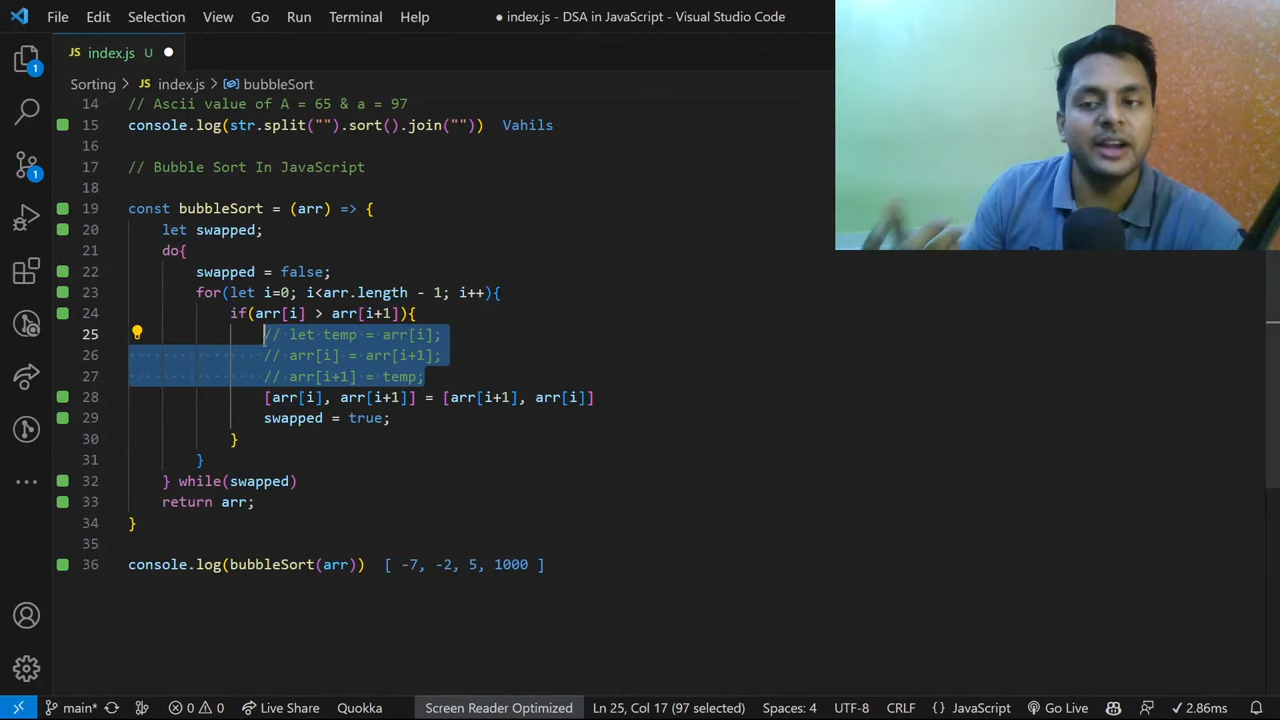 File Edit Selection View Go Run Terminal Help ● index.js - DSA in JavaScript - Visual Studio Code
JS index.js U ●
Sorting > JS index.js > bubbleSort
14 // Ascii value of A = 65 & a = 97
15 console.log(str.split("").sort().join("")) Vahils
16
17 // Bubble Sort In JavaScript
18
19 const bubbleSort = (arr) => {
20 let swapped;
21 do{
22 swapped = false;
23 for(let i=0; i<arr.length - 1; i++){
24 if(arr[i] > arr[i+1]){
25 // let temp = arr[i];
26 // arr[i] = arr[i+1];
27 // arr[i+1] = temp;
28 [arr[i], arr[i+1]] = [arr[i+1], arr[i]]
29 swapped = true;
30 }
31 }
32 } while(swapped)
33 return arr;
34 }
35
36 console.log(bubbleSort(arr)) [ -7, -2, 5, 1000 ]
1
1
main* 0 0 Live Share Quokka Screen Reader Optimized Ln 25, Col 17 (97 selected) Spaces: 4 UTF-8 CRLF {} JavaScript Go Live 2.86ms